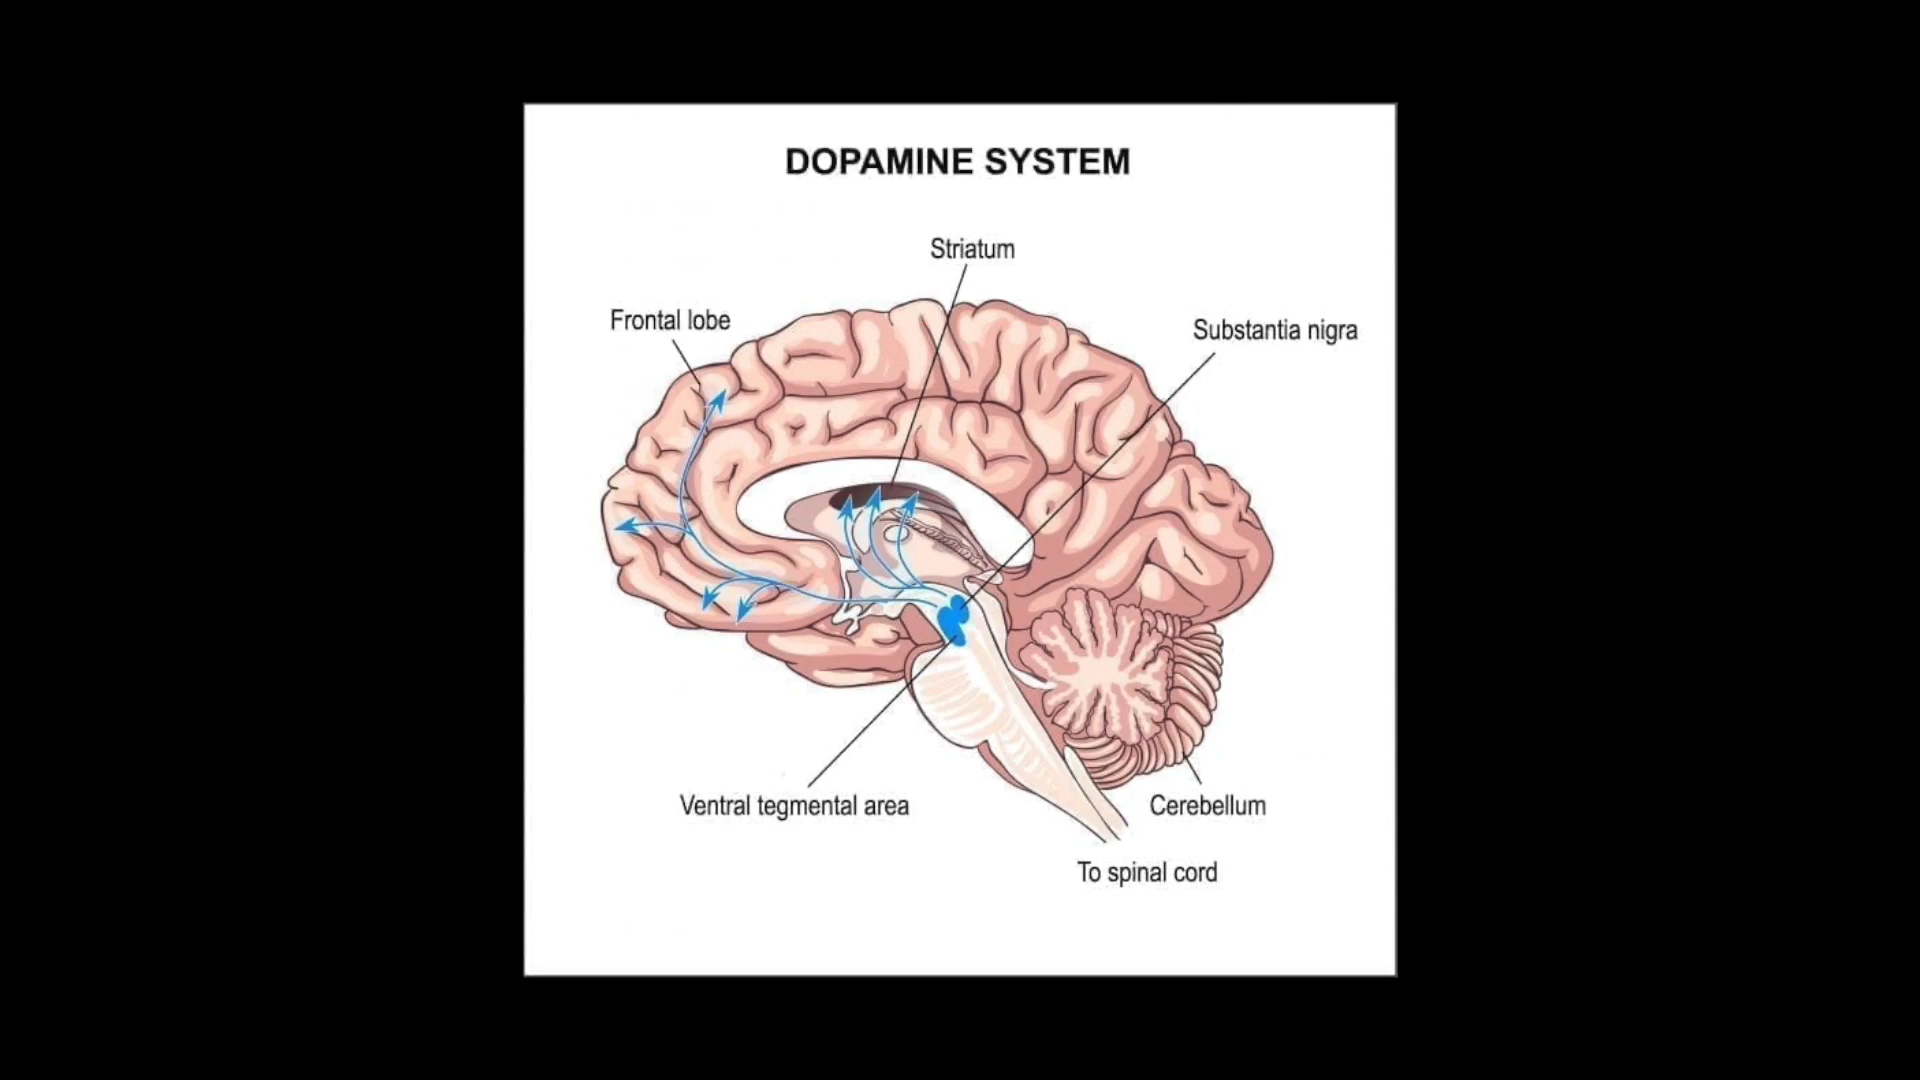 DOPAMINE SYSTEM
Striatum
Frontal lobe
Substantia nigra
Ventral tegmental area
Cerebellum
To spinal cord